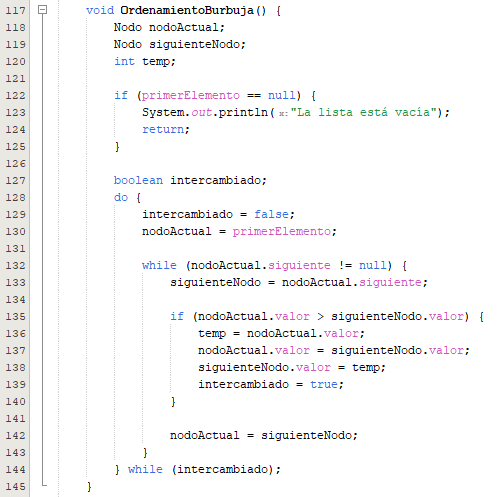 117 void OrdenamientoBurbuja() {
118 Nodo nodoActual;
119 Nodo siguienteNodo;
120 int temp;
121
122 if (primerElemento == null) {
123 System.out.println( x: "La lista está vacía");
124 return;
125 }
126
127 boolean intercambiado;
128 do {
129 intercambiado = false;
130 nodoActual = primerElemento;
131
132 while (nodoActual.siguiente != null) {
133 siguienteNodo = nodoActual.siguiente;
134
135 if (nodoActual.valor > siguienteNodo.valor) {
136 temp = nodoActual.valor;
137 nodoActual.valor = siguienteNodo.valor;
138 siguienteNodo.valor = temp;
139 intercambiado = true;
140 }
141
142 nodoActual = siguienteNodo;
143 }
144 } while (intercambiado);
145 }